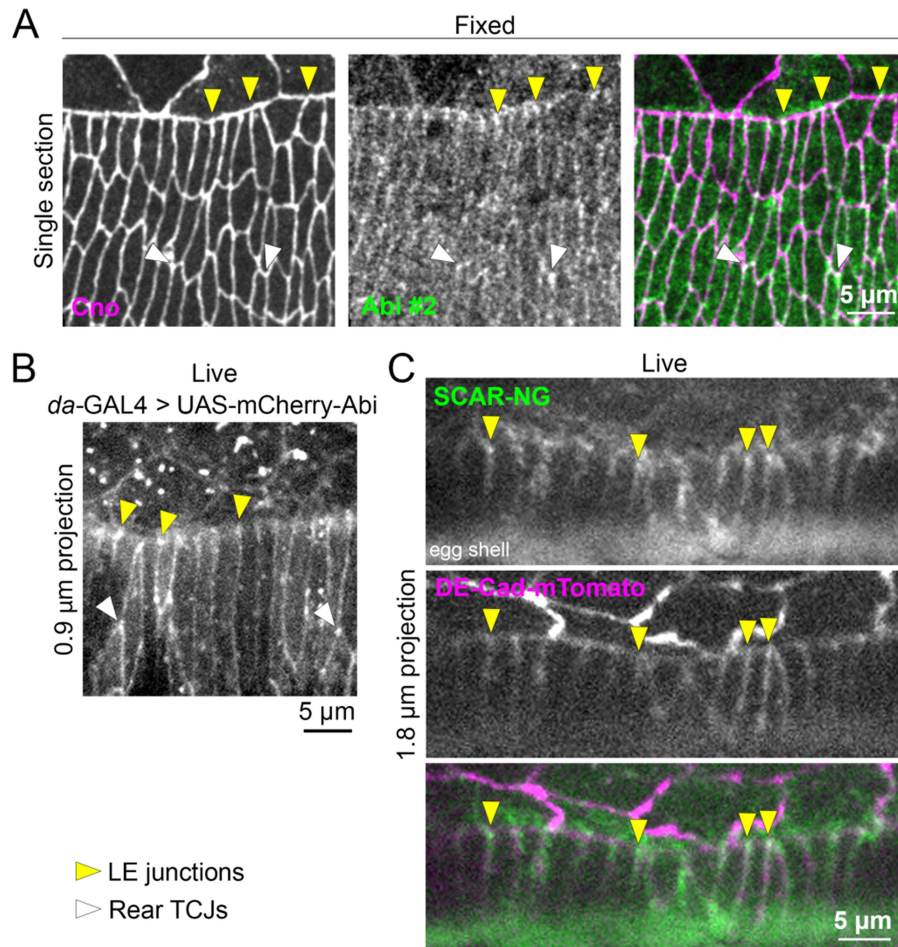 A
Fixed
Single section
Cno
Abi #2
5 µm
B
Live
da-GAL4 > UAS-mCherry-Abi
0.9 µm projection
5 µm
C
Live
1.8 µm projection
SCAR-NG
egg shell
DE-Cad-mTomato
5 µm
LE junctions
Rear TCJs